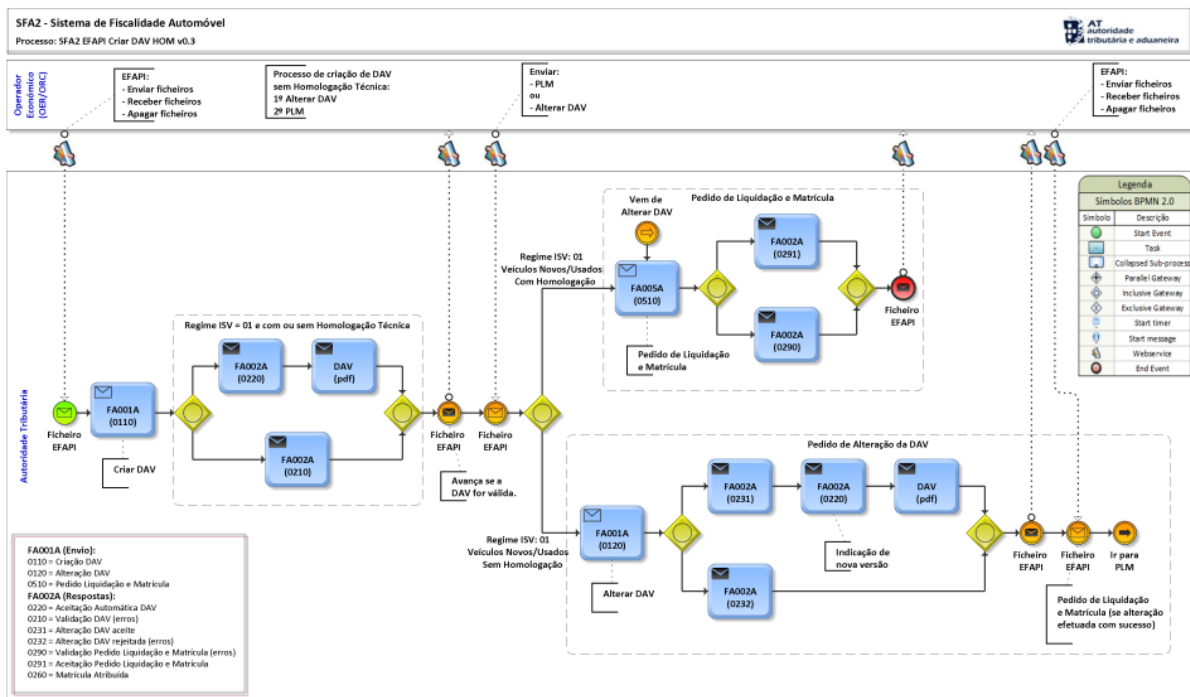 SFA2 - Sistema de Fiscalidade Automóvel
Processo: SFA2 EFAPI Criar DAV HOM v0.3
AT
autoridade
tributária e aduaneira
Operador
Económico
(OER/ORC)
EFAPI:
- Enviar ficheiros
- Receber ficheiros
- Apagar ficheiros
Processo de criação de DAV
sem Homologação Técnica:
1º Alterar DAV
2º PLM
Enviar:
- PLM
ou
- Alterar DAV
EFAPI:
- Enviar ficheiros
- Receber ficheiros
- Apagar ficheiros
Autoridade Tributária
Ficheiro
EFAPI
FA001A
(0110)
Criar DAV
Regime ISV = 01 e com ou sem Homologação Técnica
FA002A
(0220)
DAV
(pdf)
FA002A
(0210)
Ficheiro
EFAPI
Avança se a
DAV for válida.
Ficheiro
EFAPI
Regime ISV: 01
Veículos Novos/Usados
Com Homologação
Pedido de Liquidação e Matrícula
Vem de
Alterar DAV
FA005A
(0510)
Pedido de Liquidação
e Matrícula
FA002A
(0291)
FA002A
(0290)
Ficheiro
EFAPI
Regime ISV: 01
Veículos Novos/Usados
Sem Homologação
Pedido de Alteração da DAV
FA001A
(0120)
Alterar DAV
FA002A
(0231)
FA002A
(0220)
DAV
(pdf)
Indicação de
nova versão
FA002A
(0232)
Ficheiro
EFAPI
Ficheiro
EFAPI
Ir para
PLM
Pedido de Liquidação
e Matrícula (se alteração
efetuada com sucesso)
Legenda
Símbolos BPMN 2.0
Símbolo Descrição
Start Event
Task
Collapsed Sub-process
Parallel Gateway
Inclusive Gateway
Exclusive Gateway
Start timer
Start message
Webservice
End Event
FA001A (Envio):
0110 = Criação DAV
0120 = Alteração DAV
0510 = Pedido Liquidação e Matrícula
FA002A (Respostas):
0220 = Aceitação Automática DAV
0210 = Validação DAV (erros)
0231 = Alteração DAV aceite
0232 = Alteração DAV rejeitada (erros)
0290 = Validação Pedido Liquidação e Matrícula (erros)
0291 = Aceitação Pedido Liquidação e Matrícula
0260 = Matrícula Atribuída